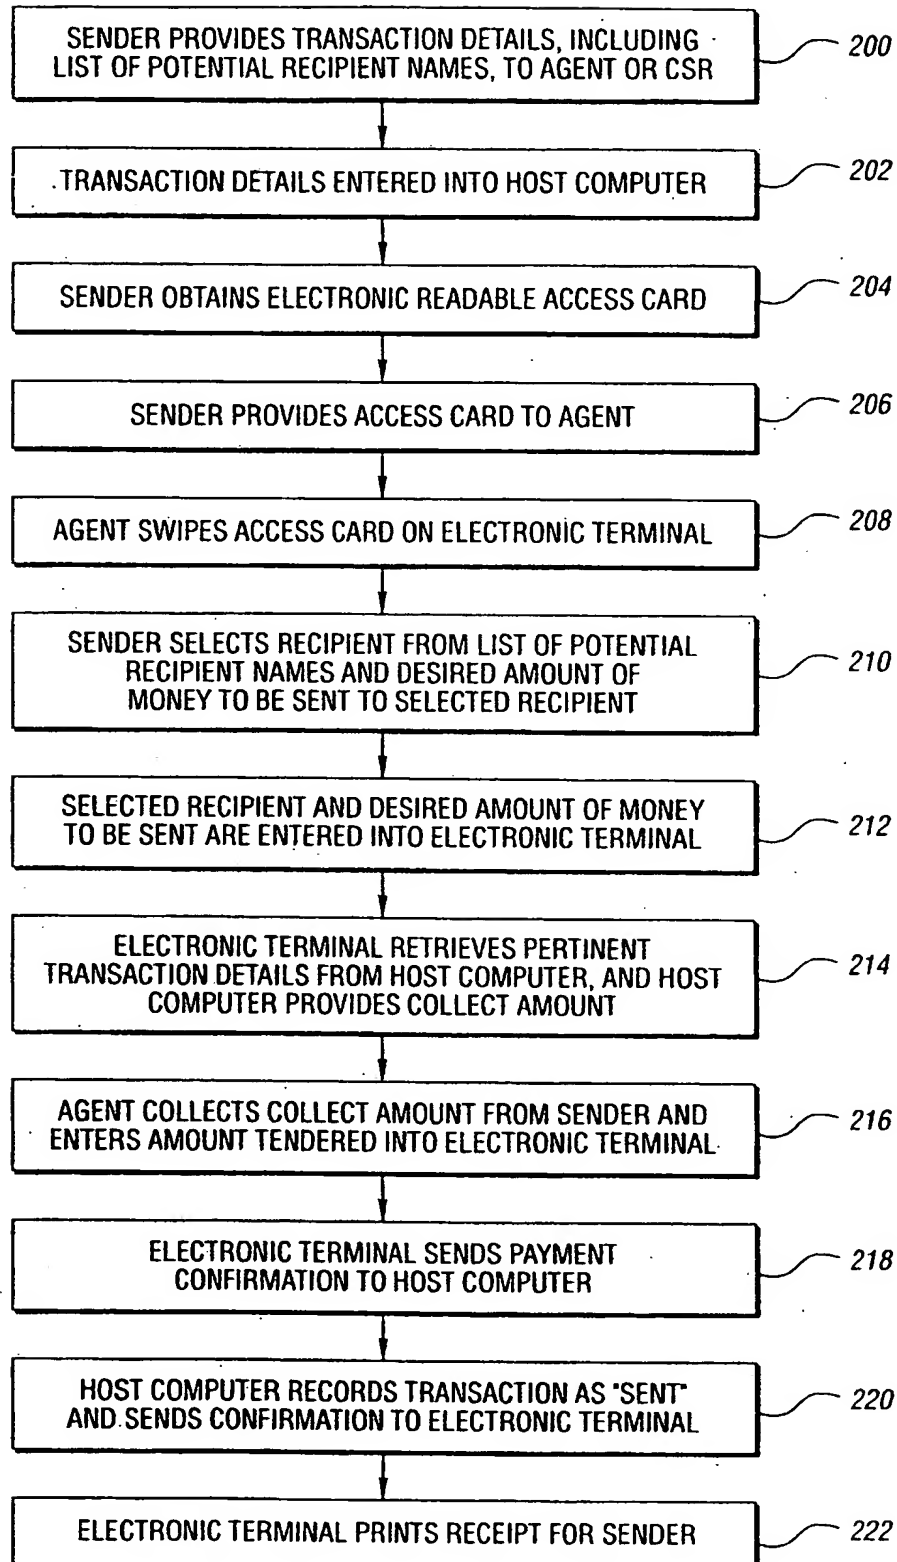 SENDER PROVIDES TRANSACTION DETAILS, INCLUDING
LIST OF POTENTIAL RECIPIENT NAMES, TO AGENT OR CSR
200
TRANSACTION DETAILS ENTERED INTO HOST COMPUTER
202
SENDER OBTAINS ELECTRONIC READABLE ACCESS CARD
204
SENDER PROVIDES ACCESS CARD TO AGENT
206
AGENT SWIPES ACCESS CARD ON ELECTRONIC TERMINAL
208
SENDER SELECTS RECIPIENT FROM LIST OF POTENTIAL
RECIPIENT NAMES AND DESIRED AMOUNT OF
MONEY TO BE SENT TO SELECTED RECIPIENT
210
SELECTED RECIPIENT AND DESIRED AMOUNT OF MONEY
TO BE SENT ARE ENTERED INTO ELECTRONIC TERMINAL
212
ELECTRONIC TERMINAL RETRIEVES PERTINENT
TRANSACTION DETAILS FROM HOST COMPUTER, AND HOST
COMPUTER PROVIDES COLLECT AMOUNT
214
AGENT COLLECTS COLLECT AMOUNT FROM SENDER AND
ENTERS AMOUNT TENDERED INTO ELECTRONIC TERMINAL
216
ELECTRONIC TERMINAL SENDS PAYMENT
CONFIRMATION TO HOST COMPUTER
218
HOST COMPUTER RECORDS TRANSACTION AS "SENT"
AND SENDS CONFIRMATION TO ELECTRONIC TERMINAL
220
ELECTRONIC TERMINAL PRINTS RECEIPT FOR SENDER
222